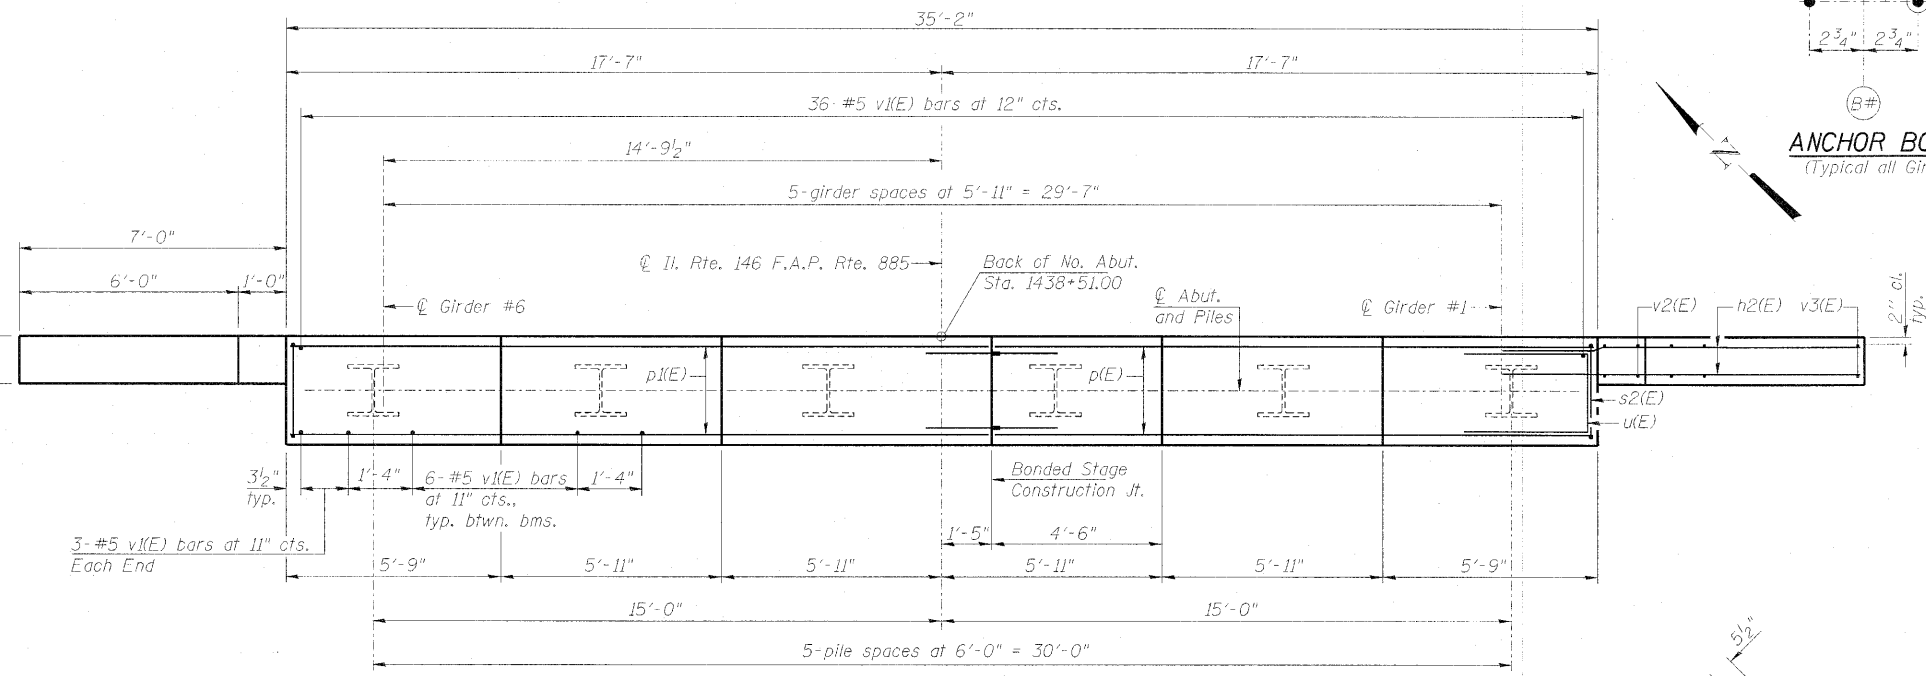 35'-2"
17'-7"
17'-7"
36-#5 v1(E) bars at 12" cts.
14'-9½"
5-girder spaces at 5'-11" = 29'-7"
7'-0"
6'-0"
1'-0"
℄ Il. Rte. 146 F.A.P. Rte. 885
Back of No. Abut.
Sta. 1438+51.00
℄ Girder #6
℄ Abut.
and Piles
℄ Girder #1
v2(E)
h2(E)
v3(E)
2" cl.
typ.
p1(E)
p(E)
s2(E)
u(E)
3½"
typ.
1'-4"
6-#5 v1(E) bars
at 11" cts.,
typ. btwn. bms.
1'-4"
Bonded Stage
Construction Jt.
3-#5 v1(E) bars at 11" cts.
Each End
1'-5"
4'-6"
5'-9"
5'-11"
5'-11"
5'-11"
5'-11"
5'-9"
15'-0"
15'-0"
5-pile spaces at 6'-0" = 30'-0"
2¾"
2¾"
B#
ANCHOR BO
(Typical all Gir
N
5½"